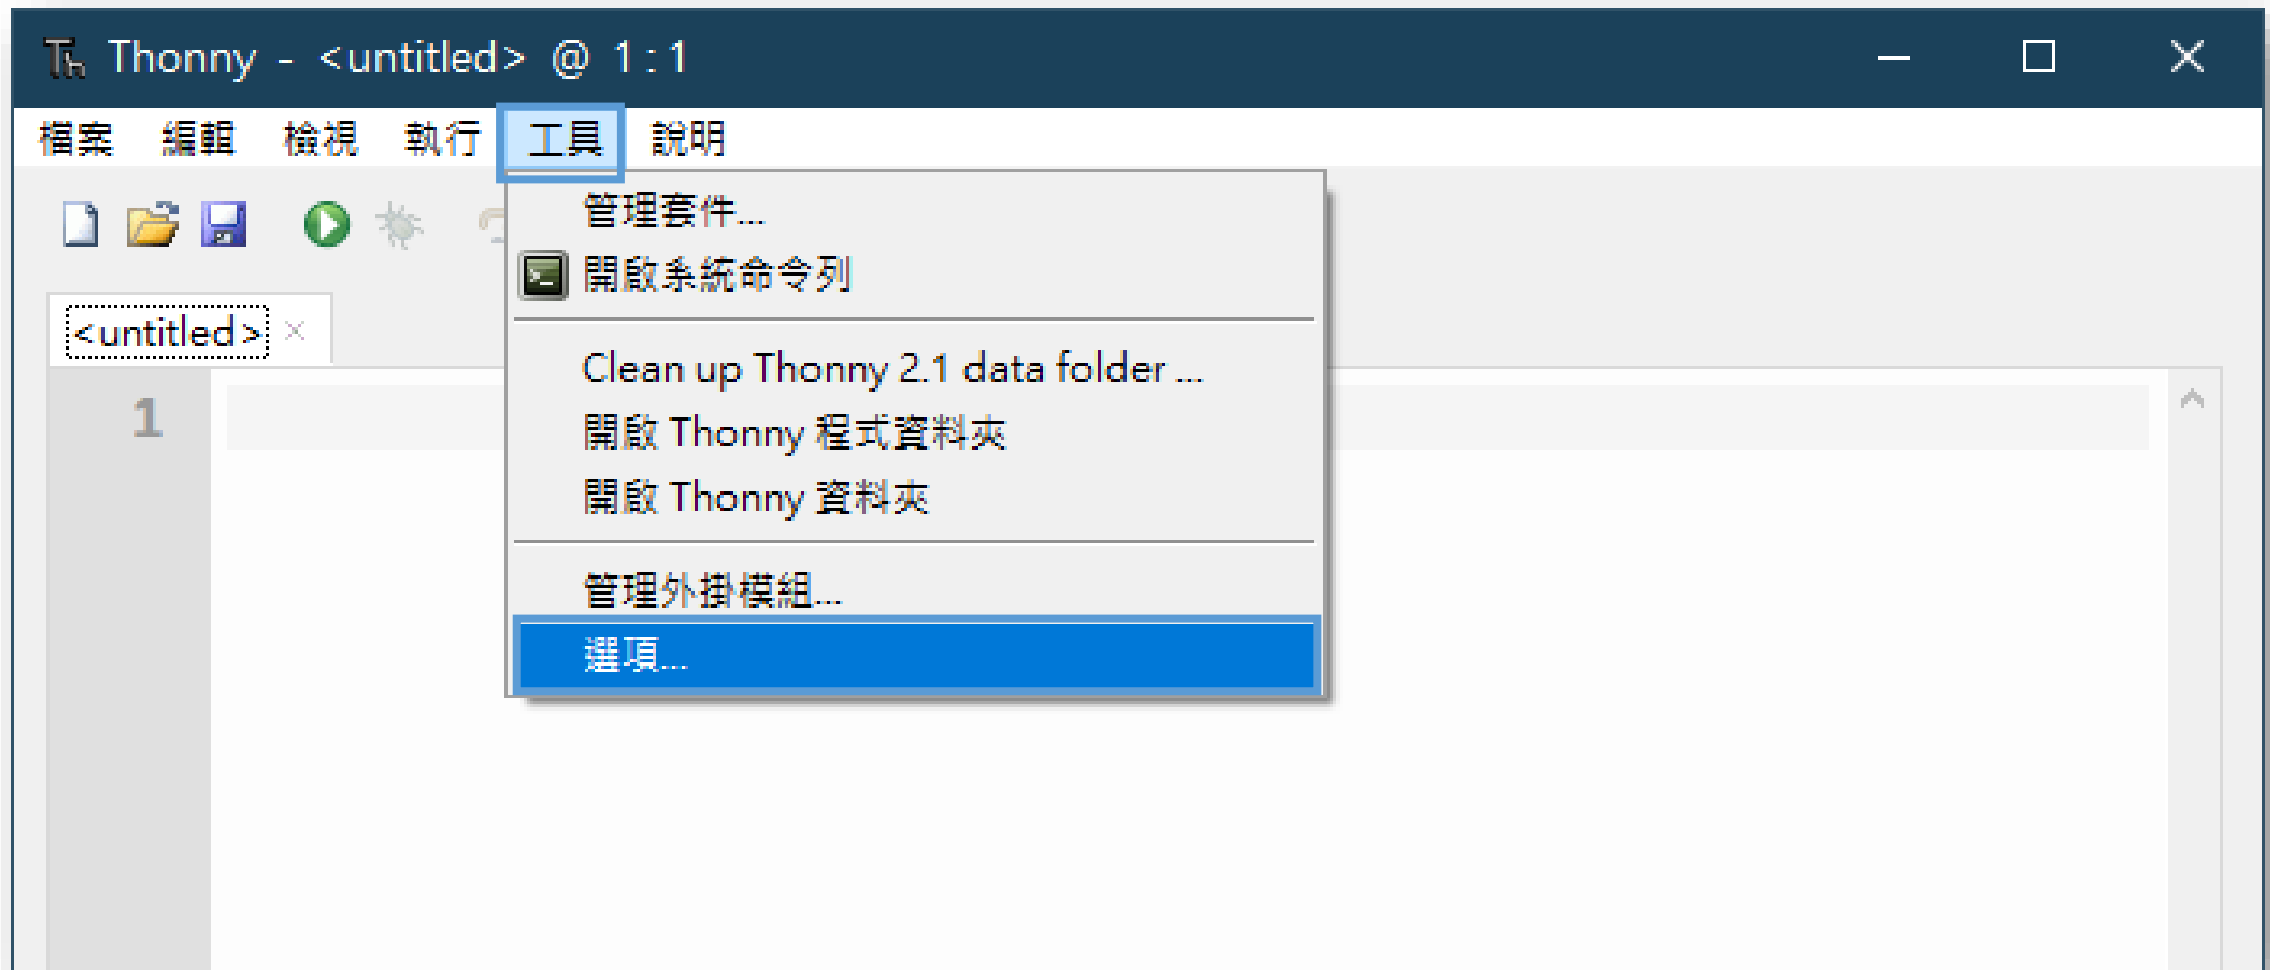 Th Thonny - <untitled> @ 1:1
檔案 編輯 檢視 執行 工具 說明
管理套件...
開啟系統命令列
<untitled> ×
Clean up Thonny 2.1 data folder ...
1
開啟 Thonny 程式資料夾
開啟 Thonny 資料夾
管理外掛模組...
選項...